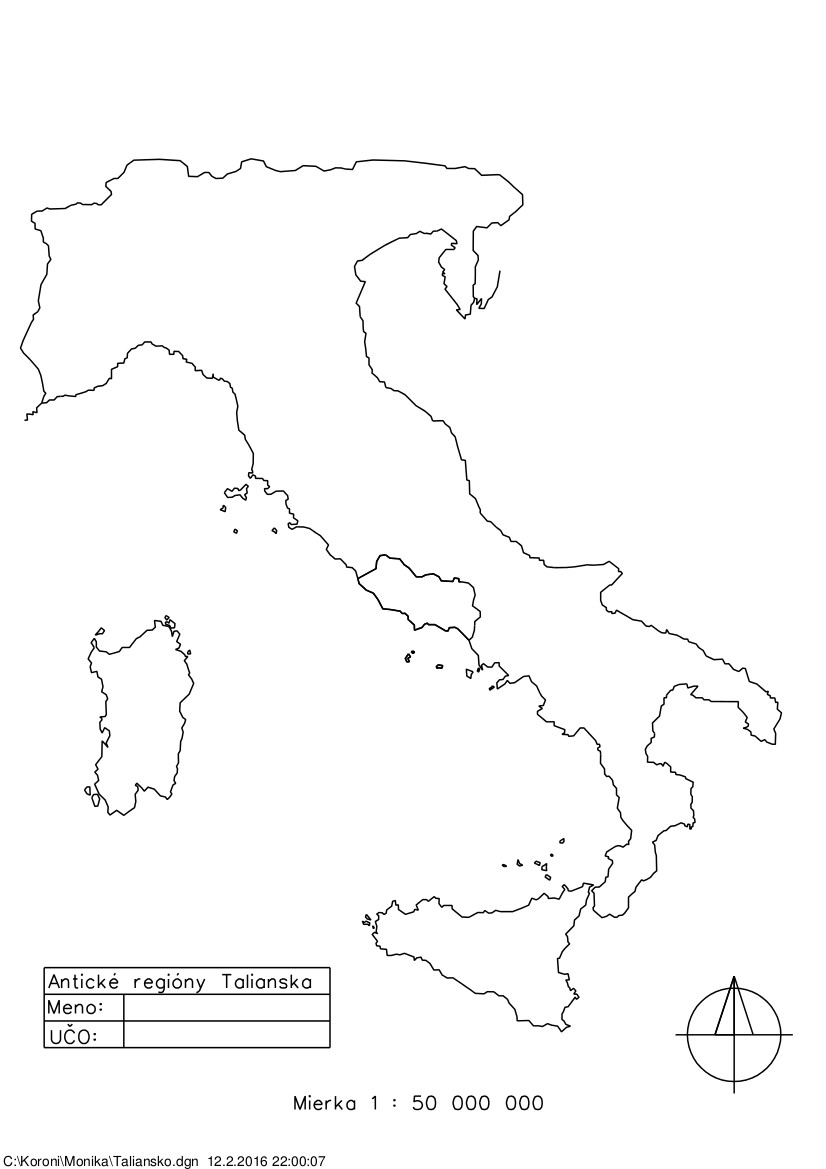 Antické regióny Talianska
Meno:
UČO:
Mierka 1 : 50 000 000
C:\Koroni\Monika\Taliansko.dgn 12.2.2016 22:00:07